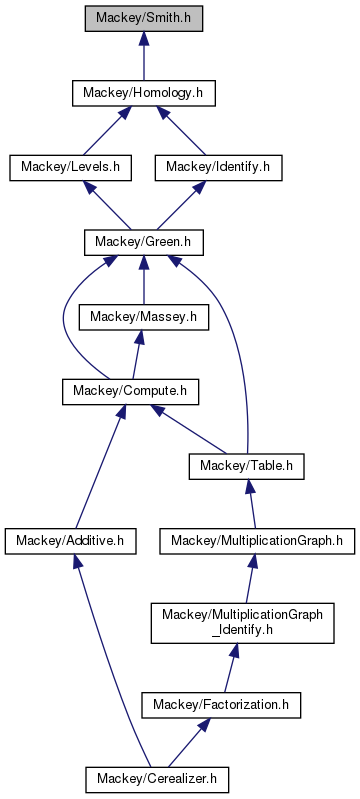 Mackey/Smith.h
Mackey/Homology.h
Mackey/Levels.h
Mackey/Identify.h
Mackey/Green.h
Mackey/Massey.h
Mackey/Compute.h
Mackey/Table.h
Mackey/Additive.h
Mackey/MultiplicationGraph.h
Mackey/MultiplicationGraph
_Identify.h
Mackey/Factorization.h
Mackey/Cerealizer.h